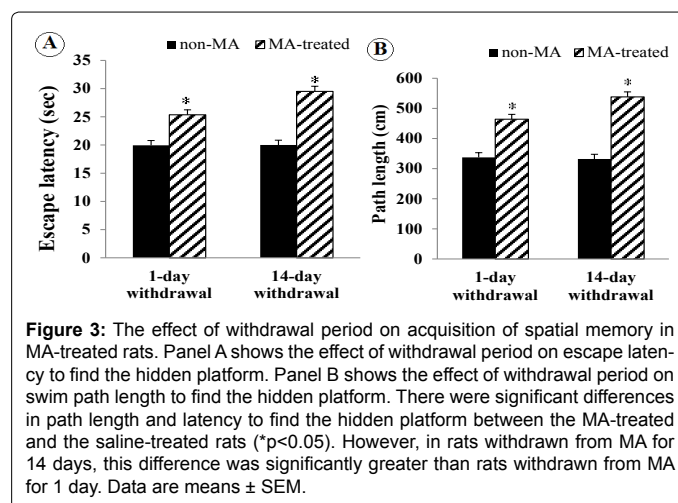 A
non-MA MA-treated
Escape latency (sec)
35
30
25
20
15
10
5
0
*
*
1-day
withdrawal
14-day
withdrawal
B
non-MA MA-treated
Path length (cm)
600
500
400
300
200
100
0
*
*
1-day
withdrawal
14-day
withdrawal
Figure 3: The effect of withdrawal period on acquisition of spatial memory in
MA-treated rats. Panel A shows the effect of withdrawal period on escape laten-
cy to find the hidden platform. Panel B shows the effect of withdrawal period on
swim path length to find the hidden platform. There were significant differences
in path length and latency to find the hidden platform between the MA-treated
and the saline-treated rats (*p<0.05). However, in rats withdrawn from MA for
14 days, this difference was significantly greater than rats withdrawn from MA
for 1 day. Data are means ± SEM.